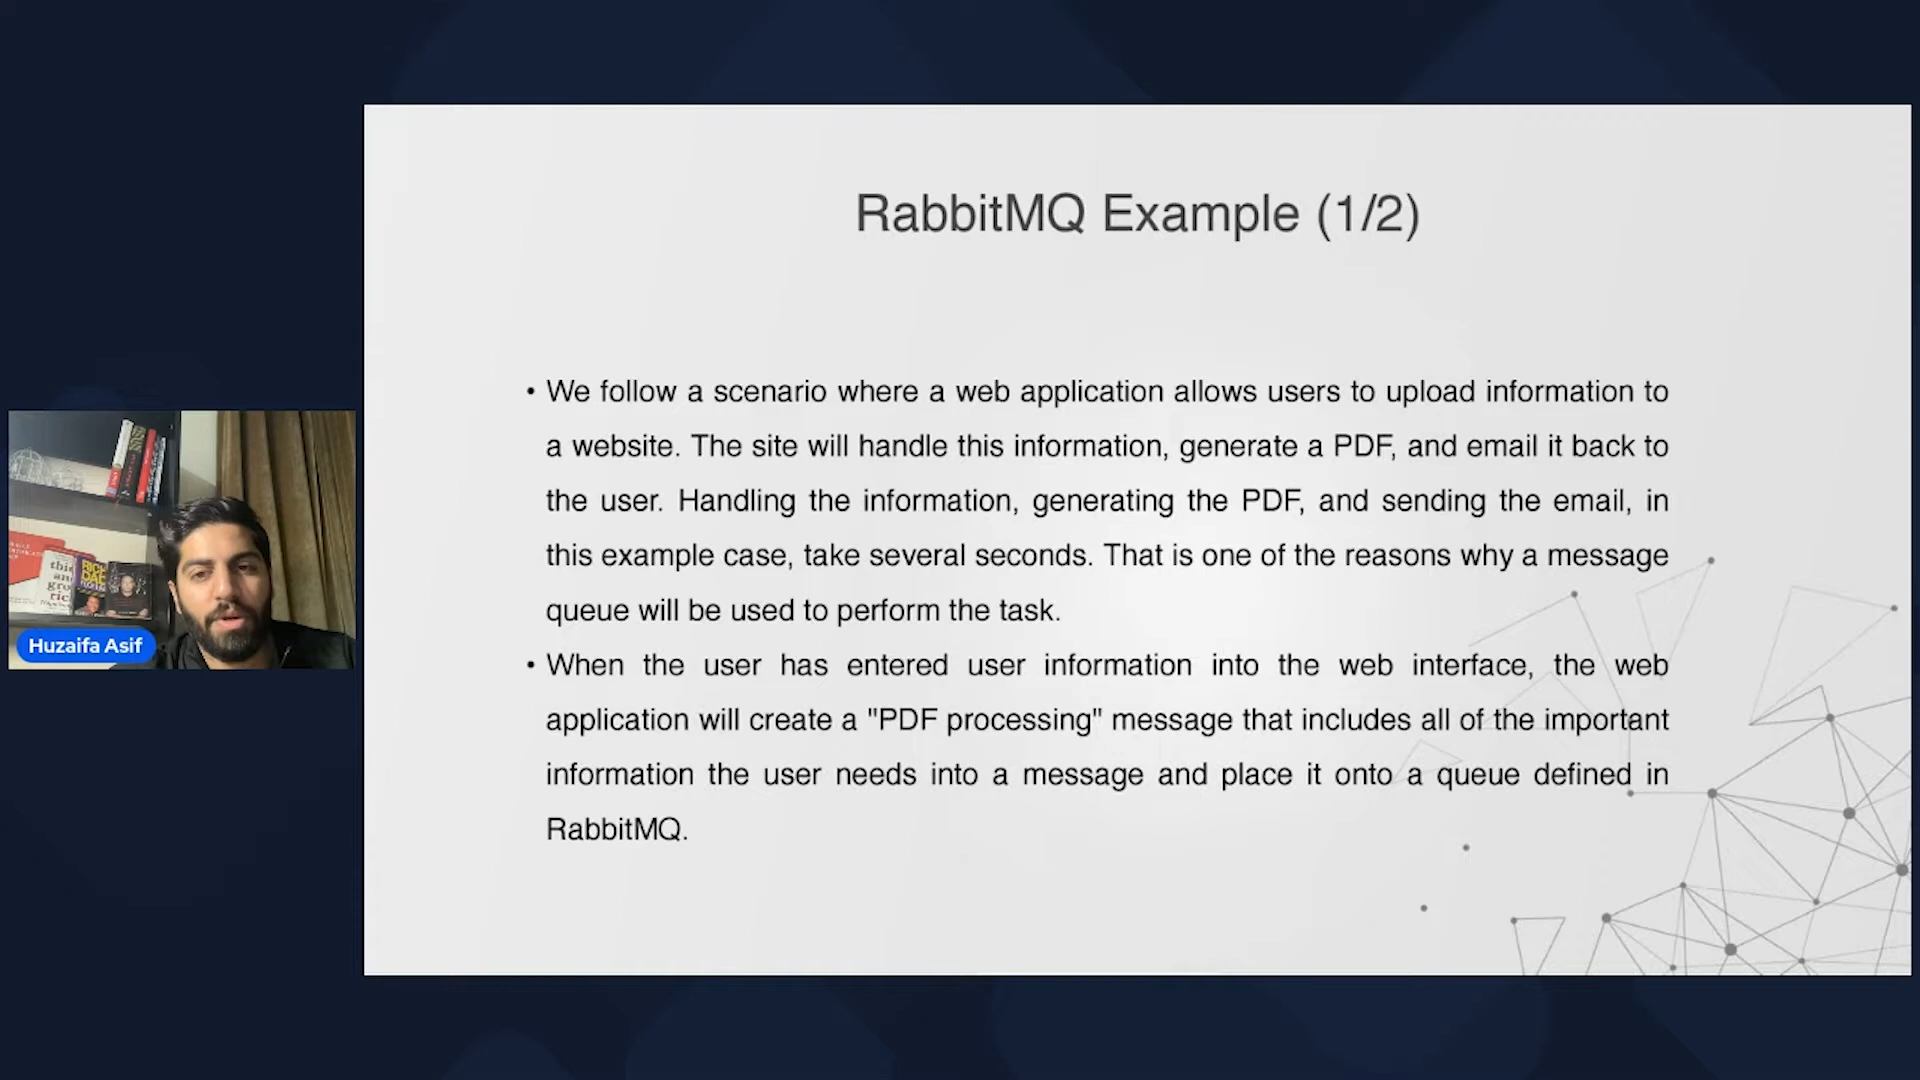 RabbitMQ Example (1/2)
• We follow a scenario where a web application allows users to upload information to
a website. The site will handle this information, generate a PDF, and email it back to
the user. Handling the information, generating the PDF, and sending the email, in
this example case, take several seconds. That is one of the reasons why a message
queue will be used to perform the task.
• When the user has entered user information into the web interface, the web
application will create a "PDF processing" message that includes all of the important
information the user needs into a message and place it onto a queue defined in
RabbitMQ.
RICH
DAD
Huzaifa Asif